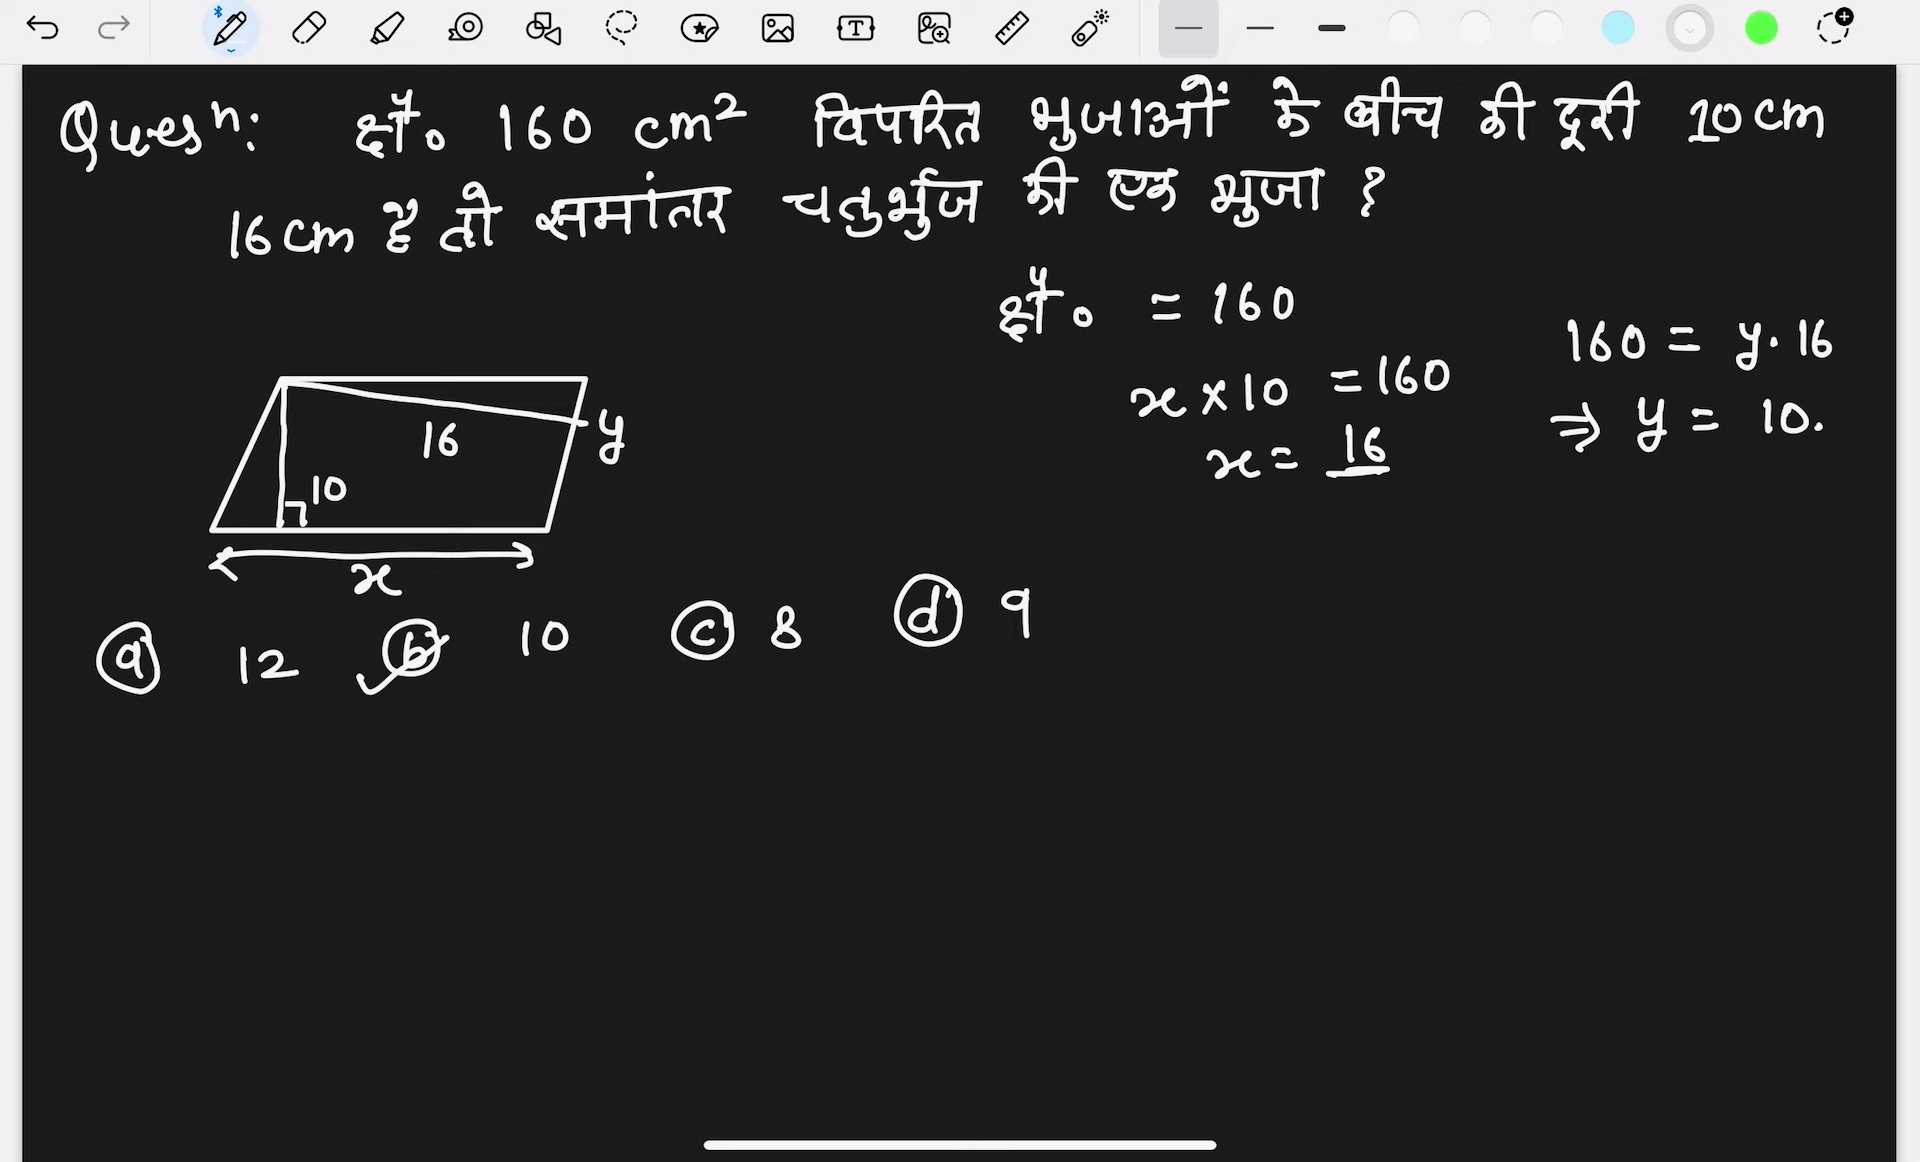 Quesⁿ: क्षै० 160 cm² विपरित भुजाओं के बीच की दूरी 10 cm
16 cm है तो समांतर चतुर्भुज की एक भुजा ?
क्षै० = 160
x × 10 = 160
x = 16
160 = y. 16
⇒ y = 10.
16
y
10
x
(a) 12 (b) 10 (c) 8 (d) 9